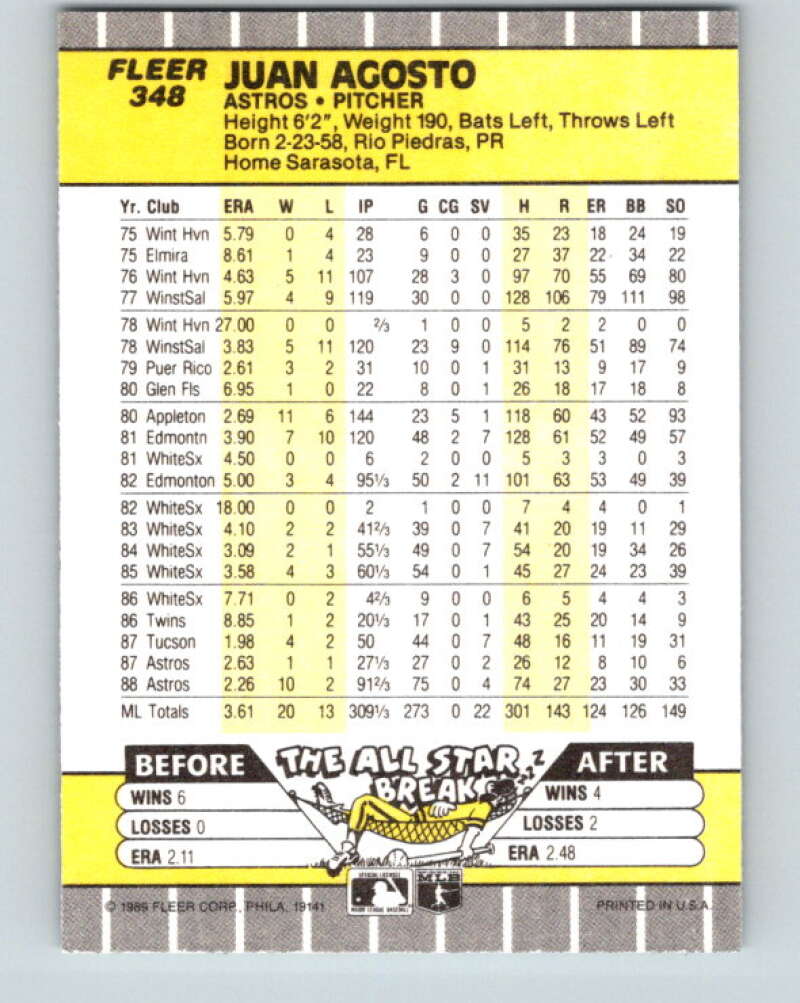 FLEER
348
JUAN AGOSTO
ASTROS • PITCHER
Height 6'2", Weight 190, Bats Left, Throws Left
Born 2-23-58, Rio Piedras, PR
Home Sarasota, FL
Yr. Club ERA W L IP G CG SV H R ER BB SO
75 Wint Hvn 5.79 0 4 28 6 0 0 35 23 18 24 19
75 Elmira 8.61 1 4 23 9 0 0 27 37 22 34 22
76 Wint Hvn 4.63 5 11 107 28 3 0 97 70 55 69 80
77 WinstSal 5.97 4 9 119 30 0 0 128 106 79 111 98
78 Wint Hvn 27.00 0 0 2/3 1 0 0 5 2 2 0 0
78 WinstSal 3.83 5 11 120 23 9 0 114 76 51 89 74
79 Puer Rico 2.61 3 2 31 10 0 1 31 13 9 17 9
80 Glen Fls 6.95 1 0 22 8 0 1 26 18 17 18 8
80 Appleton 2.69 11 6 144 23 5 1 118 60 43 52 93
81 Edmontn 3.90 7 10 120 48 2 7 128 61 52 49 57
81 WhiteSx 4.50 0 0 6 2 0 0 5 3 3 0 3
82 Edmonton 5.00 3 4 951/3 50 2 11 101 63 53 49 39
82 WhiteSx 18.00 0 0 2 1 0 0 7 4 4 0 1
83 WhiteSx 4.10 2 2 412/3 39 0 7 41 20 19 11 29
84 WhiteSx 3.09 2 1 551/3 49 0 7 54 20 19 34 26
85 WhiteSx 3.58 4 3 601/3 54 0 1 45 27 24 23 39
86 WhiteSx 7.71 0 2 42/3 9 0 0 6 5 4 4 3
86 Twins 8.85 1 2 201/3 17 0 1 43 25 20 14 9
87 Tucson 1.98 4 2 50 44 0 7 48 16 11 19 31
87 Astros 2.63 1 1 271/3 27 0 2 26 12 8 10 6
88 Astros 2.26 10 2 912/3 75 0 4 74 27 23 30 33
ML Totals 3.61 20 13 3091/3 273 0 22 301 143 124 126 149
BEFORE THE ALL STAR BREAK ZZZ AFTER
WINS 6 WINS 4
LOSSES 0 LOSSES 2
ERA 2.11 ERA 2.48
OFFICIAL LICENSEE
MAJOR LEAGUE BASEBALL
MLB
© 1989 FLEER CORP., PHILA. 19141 PRINTED IN U.S.A.